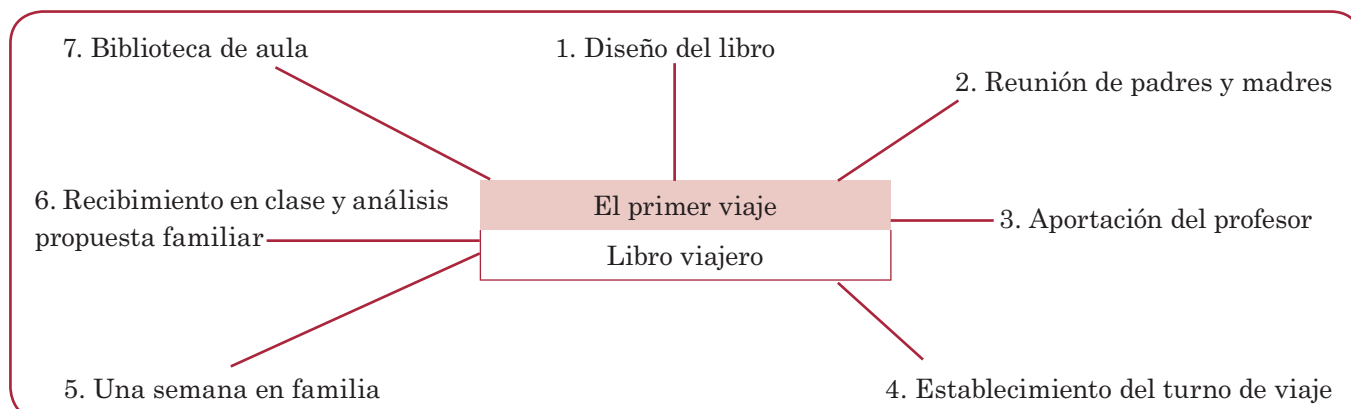 7. Biblioteca de aula
1. Diseño del libro
2. Reunión de padres y madres
6. Recibimiento en clase y análisis
propuesta familiar
El primer viaje
Libro viajero
3. Aportación del profesor
5. Una semana en familia
4. Establecimiento del turno de viaje